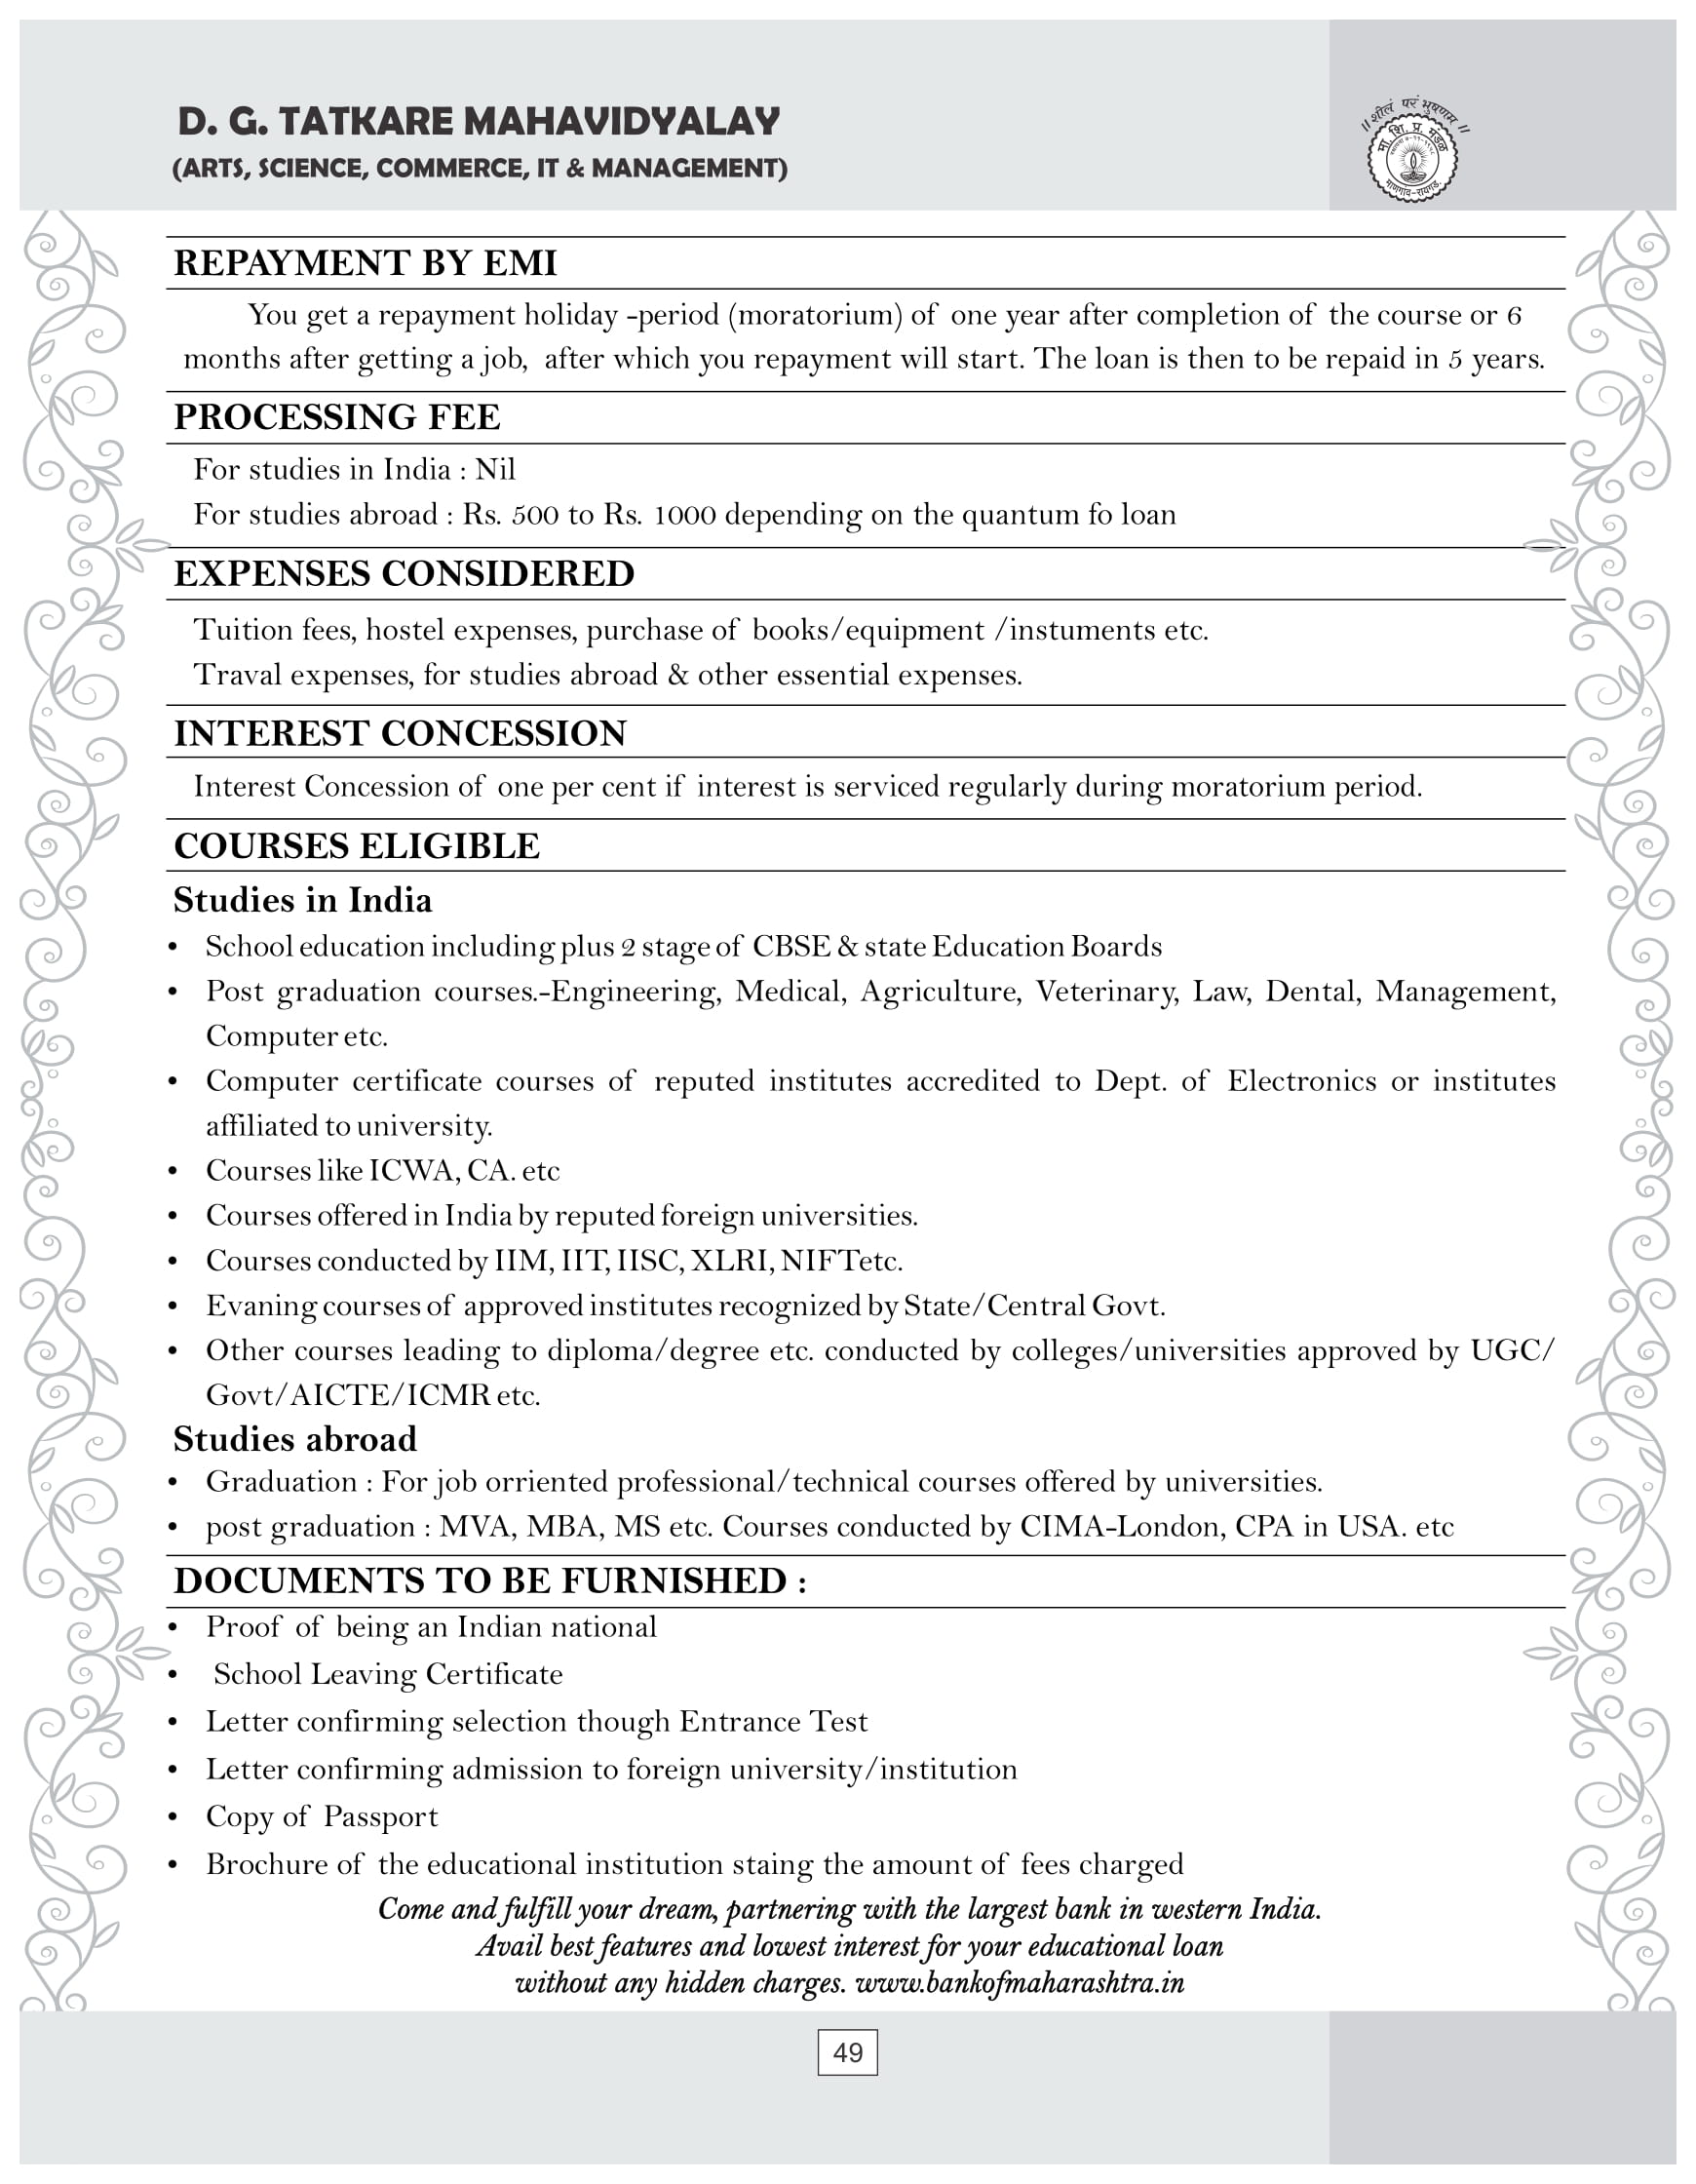 D. G. TATKARE MAHAVIDYALAY
(ARTS, SCIENCE, COMMERCE, IT & MANAGEMENT)
॥ शीलं परं भुषणम ॥
मा. शि. प्र. मंडळ
माणगाव-रायगड.
REPAYMENT BY EMI
You get a repayment holiday -period (moratorium) of one year after completion of the course or 6
months after getting a job, after which you repayment will start. The loan is then to be repaid in 5 years.
PROCESSING FEE
For studies in India : Nil
For studies abroad : Rs. 500 to Rs. 1000 depending on the quantum fo loan
EXPENSES CONSIDERED
Tuition fees, hostel expenses, purchase of books/equipment /instuments etc.
Traval expenses, for studies abroad & other essential expenses.
INTEREST CONCESSION
Interest Concession of one per cent if interest is serviced regularly during moratorium period.
COURSES ELIGIBLE
Studies in India
• School education including plus 2 stage of CBSE & state Education Boards
• Post graduation courses.-Engineering, Medical, Agriculture, Veterinary, Law, Dental, Management,
Computer etc.
• Computer certificate courses of reputed institutes accredited to Dept. of Electronics or institutes
affiliated to university.
• Courses like ICWA, CA. etc
• Courses offered in India by reputed foreign universities.
• Courses conducted by IIM, IIT, IISC, XLRI, NIFTetc.
• Evaning courses of approved institutes recognized by State/Central Govt.
• Other courses leading to diploma/degree etc. conducted by colleges/universities approved by UGC/
Govt/AICTE/ICMR etc.
Studies abroad
• Graduation : For job orriented professional/technical courses offered by universities.
• post graduation : MVA, MBA, MS etc. Courses conducted by CIMA-London, CPA in USA. etc
DOCUMENTS TO BE FURNISHED :
• Proof of being an Indian national
• School Leaving Certificate
• Letter confirming selection though Entrance Test
• Letter confirming admission to foreign university/institution
• Copy of Passport
• Brochure of the educational institution staing the amount of fees charged
Come and fulfill your dream, partnering with the largest bank in western India.
Avail best features and lowest interest for your educational loan
without any hidden charges. www.bankofmaharashtra.in
49